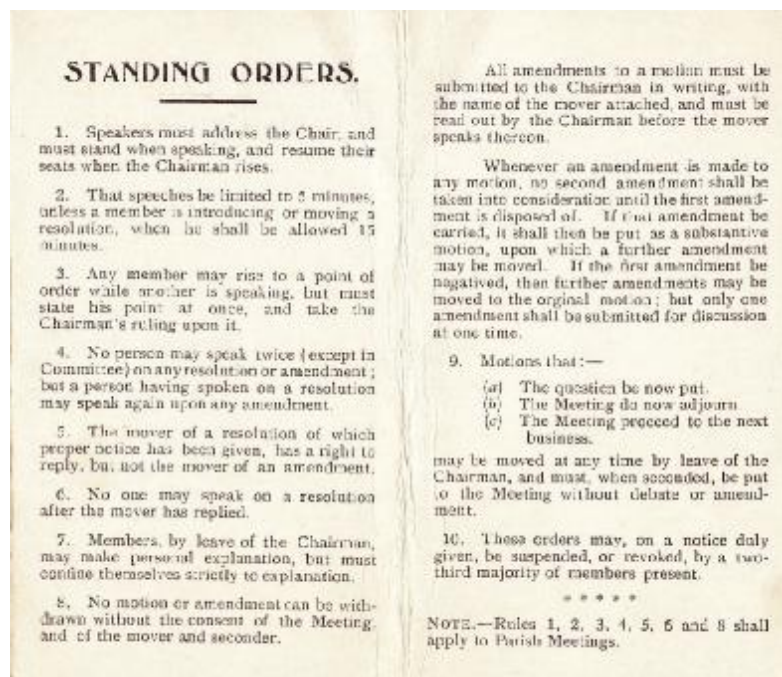 STANDING ORDERS.
1. Speakers must address the Chair, and
must stand when speaking, and resume their
seats when the Chairman rises.
2. That speeches be limited to 5 minutes,
unless a member is introducing or moving a
resolution, when he shall be allowed 15
minutes.
3. Any member may rise to a point of
order while another is speaking, but must
state his point at once, and take the
Chairman's ruling upon it.
4. No person may speak twice (except in
Committee) on any resolution or amendment ;
but a person having spoken on a resolution
may speak again upon any amendment.
5. The mover of a resolution of which
proper notice has been given, has a right to
reply, but not the mover of an amendment.
6. No one may speak on a resolution
after the mover has replied.
7. Members, by leave of the Chairman,
may make personal explanation, but must
confine themselves strictly to explanation.
8. No motion or amendment can be with-
drawn without the consent of the Meeting
and of the mover and seconder.
All amendments to a motion must be
submitted to the Chairman in writing, with
the name of the mover attached, and must be
read out by the Chairman before the mover
speaks thereon.
Whenever an amendment is made to
any motion, no second amendment shall be
taken into consideration until the first amend-
ment is disposed of. If that amendment be
carried, it shall then be put as a substantive
motion, upon which a further amendment
may be moved. If the first amendment be
negatived, then further amendments may be
moved to the orginal motion ; but only one
amendment shall be submitted for discussion
at one time.
9. Motions that :—
(a) The question be now put.
(b) The Meeting do now adjourn
(c) The Meeting proceed to the next
business.
may be moved at any time by leave of the
Chairman, and must, when seconded, be put
to the Meeting without debate or amend-
ment.
10. These orders may, on a notice duly
given, be suspended, or revoked, by a two-
third majority of members present.
* * * * *
NOTE.—Rules 1, 2, 3, 4, 5, 6 and 8 shall
apply to Parish Meetings.